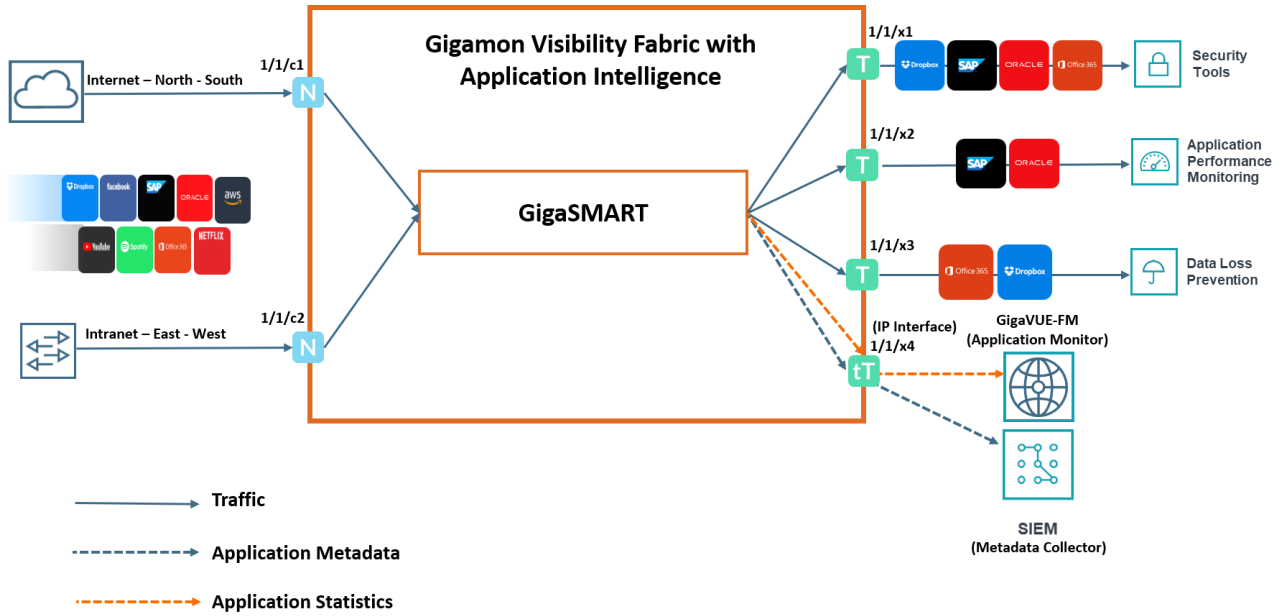 Gigamon Visibility Fabric with
Application Intelligence
Internet – North - South
1/1/c1
N
Dropbox
facebook
SAP
ORACLE
aws
YouTube
Spotify
Office 365
NETFLIX
Intranet – East - West
1/1/c2
N
GigaSMART
1/1/x1
T
Dropbox
SAP
ORACLE
Office 365
Security
Tools
1/1/x2
T
SAP
ORACLE
Application
Performance
Monitoring
1/1/x3
T
Office 365
Dropbox
Data Loss
Prevention
(IP Interface)
1/1/x4
tT
GigaVUE-FM
(Application Monitor)
SIEM
(Metadata Collector)
Traffic
Application Metadata
Application Statistics